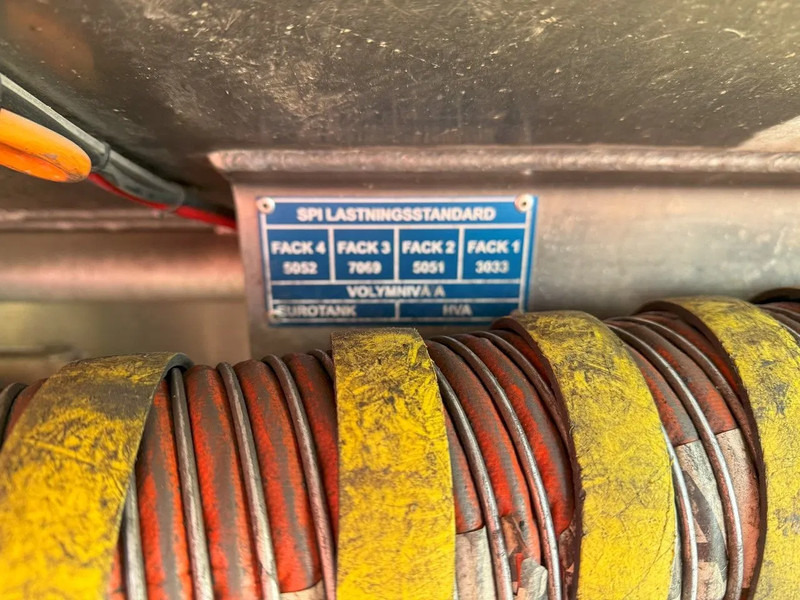 SPI LASTNINGSSTANDARD
FACK 4 FACK 3 FACK 2 FACK 1
5052 7069 5051 3033
VOLYMNIVÅ A
EUROTANK HVA